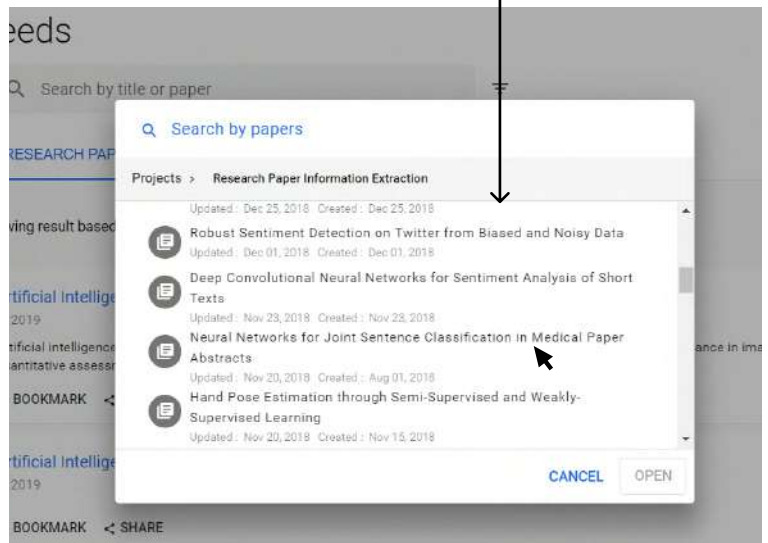 eeds
Search by title or paper
Search by papers
RESEARCH PAP
Projects > Research Paper Information Extraction
Updated : Dec 25, 2018 Created : Dec 25, 2018
ving result based
Robust Sentiment Detection on Twitter from Biased and Noisy Data
Updated : Dec 01, 2018 Created : Dec 01, 2018
Deep Convolutional Neural Networks for Sentiment Analysis of Short
Texts
Updated : Nov 23, 2018 Created : Nov 23, 2018
rtificial Intellige
2019
Neural Networks for Joint Sentence Classification in Medical Paper
Abstracts
Updated : Nov 20, 2018 Created : Aug 01, 2018
tificial intelligence
ance in ima
antitative assessr
Hand Pose Estimation through Semi-Supervised and Weakly-
Supervised Learning
Updated : Nov 20, 2018 Created : Nov 15, 2018
BOOKMARK
rtificial Intellige
2019
CANCEL OPEN
BOOKMARK SHARE